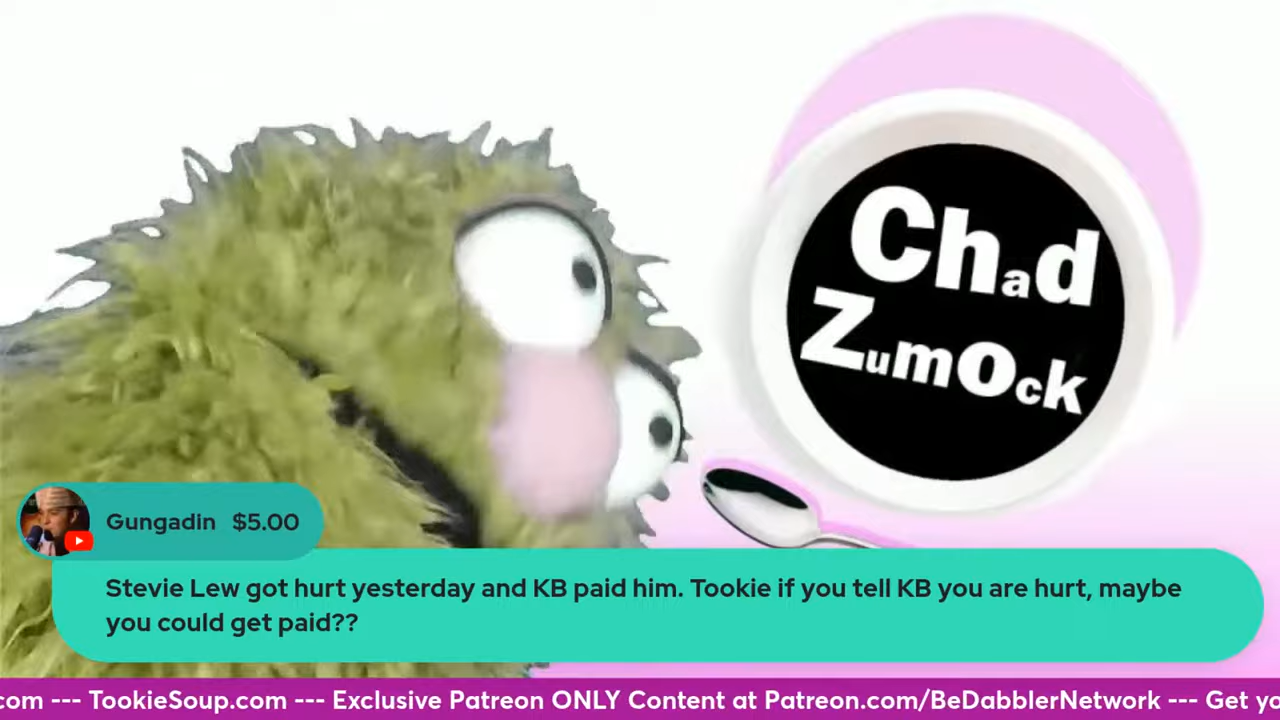 Chad
Zumock
Gungadin $5.00
Stevie Lew got hurt yesterday and KB paid him. Tookie if you tell KB you are hurt, maybe
you could get paid??
.com --- TookieSoup.com --- Exclusive Patreon ONLY Content at Patreon.com/BeDabblerNetwork --- Get yo